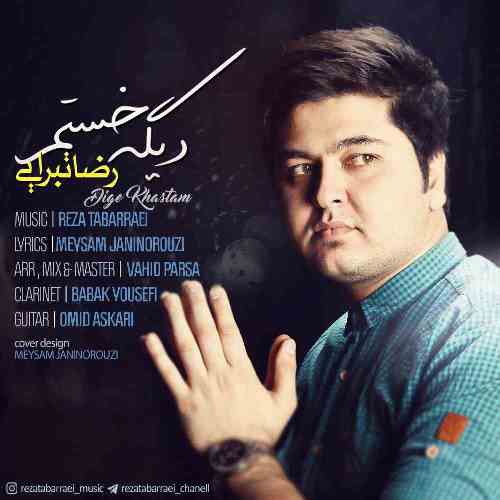 دیگه خستم
رضا تبرایی
Dige Khastam
MUSIC | REZA TABARRAEI
LYRICS | MEYSAM JANINOROUZI
ARR , MIX & MASTER | VAHID PARSA
CLARINET | BABAK YOUSEFI
GUITAR | OMID ASKARI
cover design
MEYSAM JANINOROUZI
rezatabarraei_music rezatabarraei_chanell